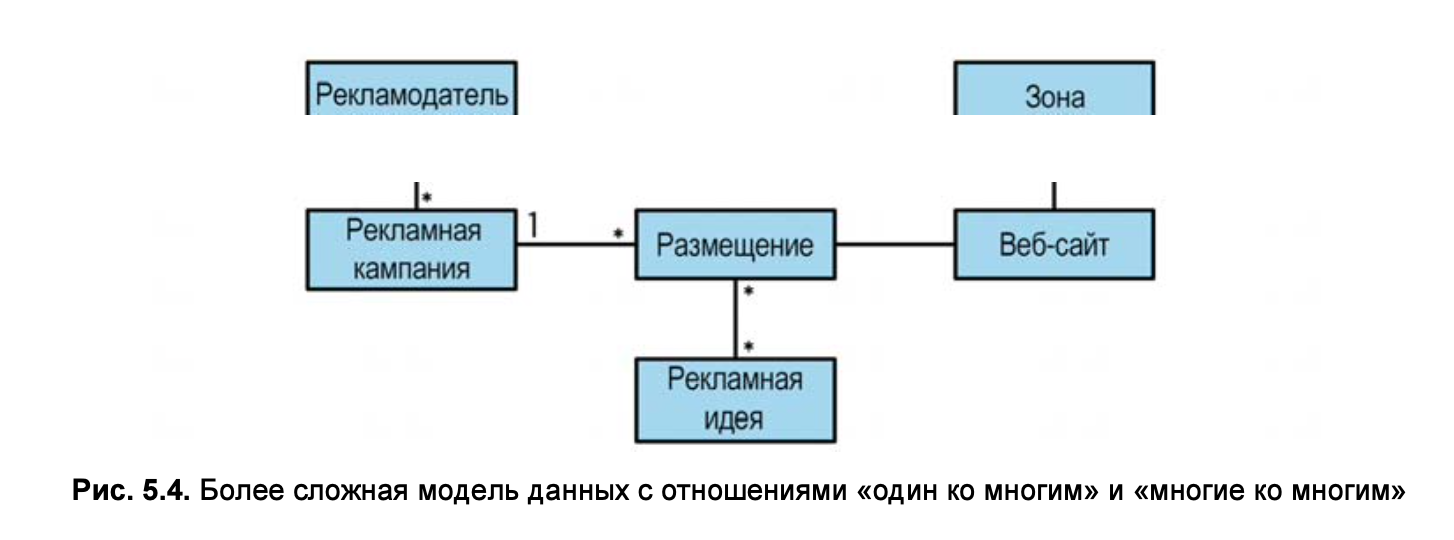 Рекламодатель
Зона
*
Рекламная
кампания
1
*
Размещение
Веб-сайт
*
*
Рекламная
идея
Рис. 5.4. Более сложная модель данных с отношениями «один ко многим» и «многие ко многим»